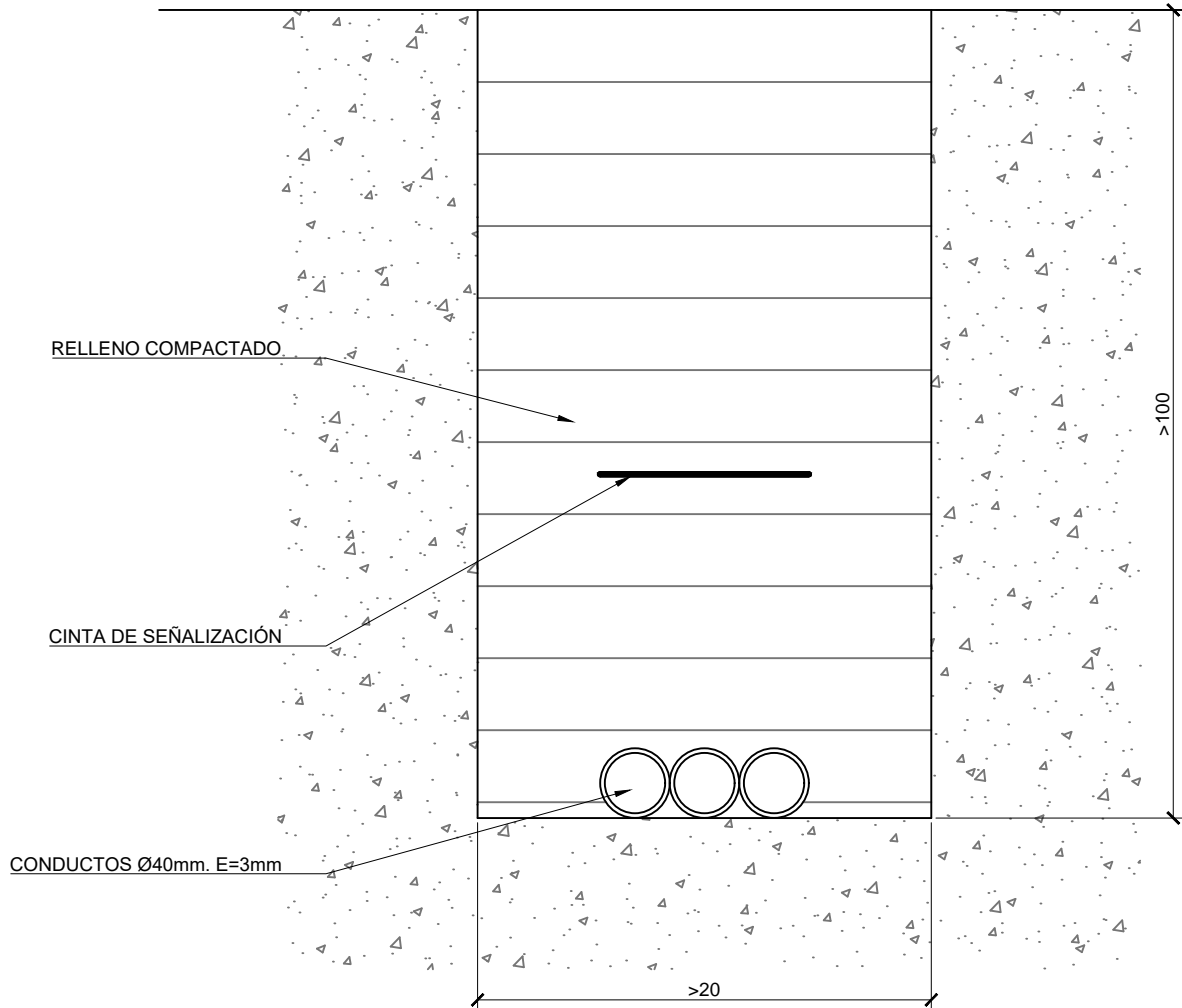 RELLENO COMPACTADO
>100
CINTA DE SEÑALIZACIÓN
CONDUCTOS Ø40mm. E=3mm
>20